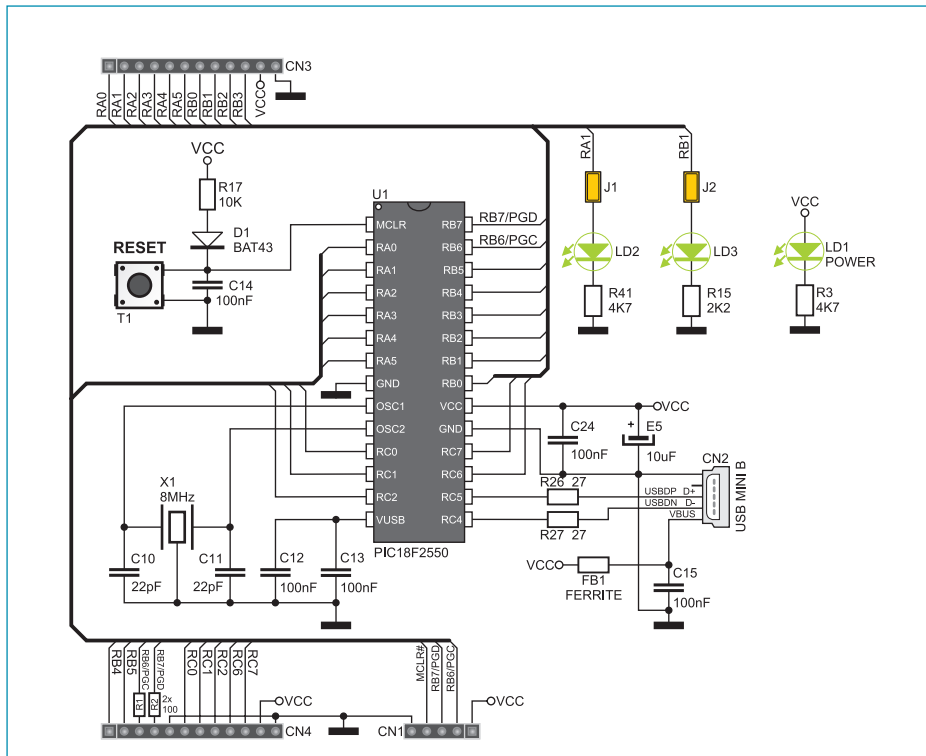 CN3
RA0
RA1
RA2
RA3
RA4
RA5
RB0
RB1
RB2
RB3
VCC
VCC
R17
10K
D1
BAT43
RESET
T1
C14
100nF
U1
MCLR
RA0
RA1
RA2
RA3
RA4
RA5
GND
OSC1
OSC2
RC0
RC1
RC2
VUSB
RB7
RB6
RB5
RB4
RB3
RB2
RB1
RB0
VCC
GND
RC7
RC6
RC5
RC4
PIC18F2550
RB7/PGD
RB6/PGC
RA1
J1
LD2
R41
4K7
RB1
J2
LD3
R15
2K2
VCC
LD1
POWER
R3
4K7
VCC
C24
100nF
+
E5
10uF
CN2
USB MINI B
R26 27
USBDP D+
USBDN D-
VBUS
R27 27
VCC
FB1
FERRITE
C15
100nF
X1
8MHz
C10
22pF
C11
22pF
C12
100nF
C13
100nF
RB4
RB5
RB6/PGC
RB7/PGD
R1
R2
2x
100
RC0
RC1
RC2
RC6
RC7
VCC
CN4
MCLR#
RB7/PGD
RB6/PGC
VCC
CN1